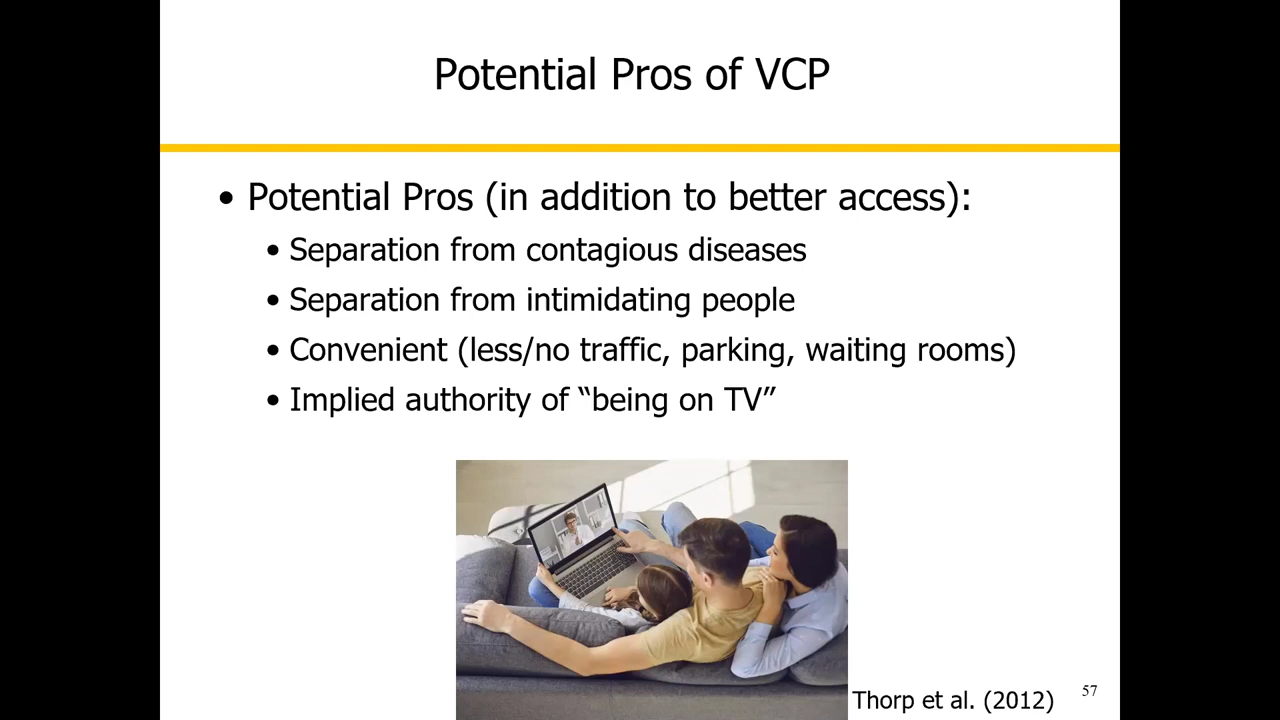 Potential Pros of VCP
• Potential Pros (in addition to better access):
• Separation from contagious diseases
• Separation from intimidating people
• Convenient (less/no traffic, parking, waiting rooms)
• Implied authority of “being on TV”
Thorp et al. (2012)
57